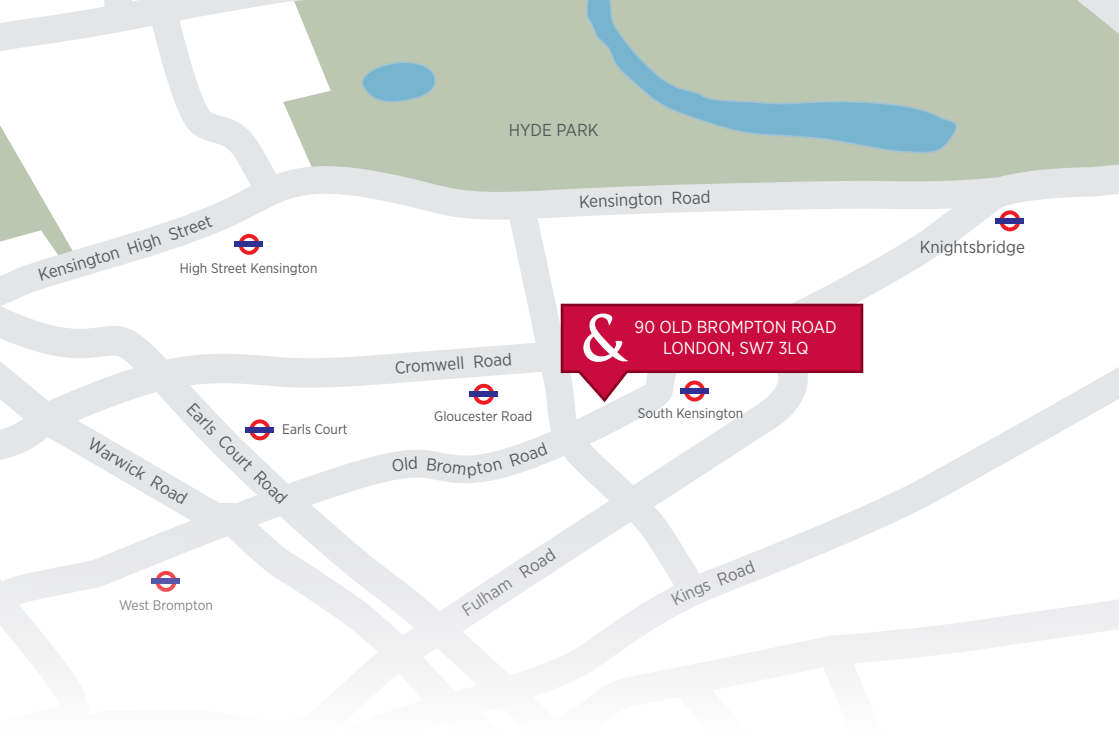 HYDE PARK
Kensington Road
Kensington High Street
Knightsbridge
High Street Kensington
& 90 OLD BROMPTON ROAD
LONDON, SW7 3LQ
Cromwell Road
Gloucester Road
South Kensington
Earls Court Road
Earls Court
Warwick Road
Old Brompton Road
Fulham Road
Kings Road
West Brompton